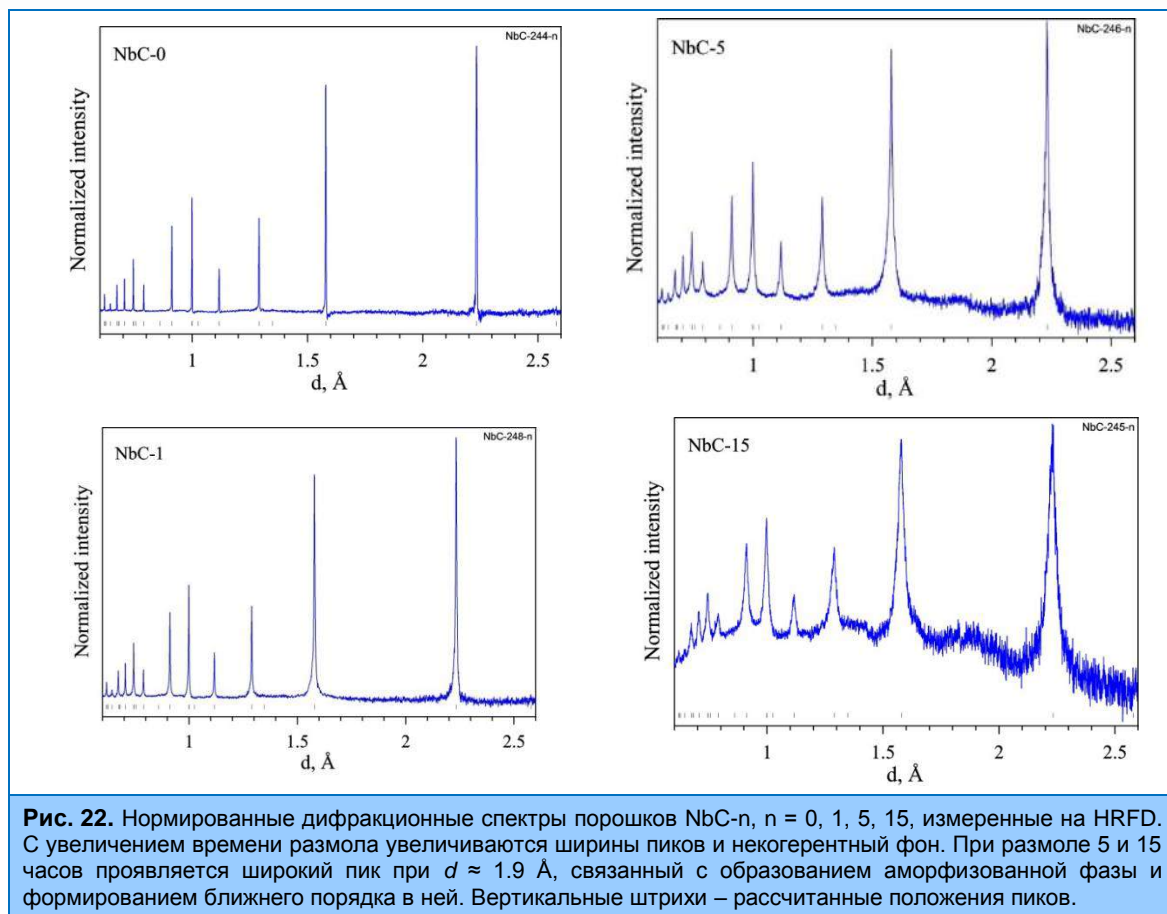 NbC-244-n
NbC-0
Normalized intensity
1 1.5 2 2.5
d, Å
NbC-246-n
NbC-5
Normalized intensity
1 1.5 2 2.5
d, Å
NbC-248-n
NbC-1
Normalized intensity
1 1.5 2 2.5
d, Å
NbC-245-n
NbC-15
Normalized intensity
1 1.5 2 2.5
d, Å
Рис. 22. Нормированные дифракционные спектры порошков NbC-n, n = 0, 1, 5, 15, измеренные на HRFD.
С увеличением времени размола увеличиваются ширины пиков и некогерентный фон. При размоле 5 и 15
часов проявляется широкий пик при d ≈ 1.9 Å, связанный с образованием аморфизованной фазы и
формированием ближнего порядка в ней. Вертикальные штрихи – рассчитанные положения пиков.